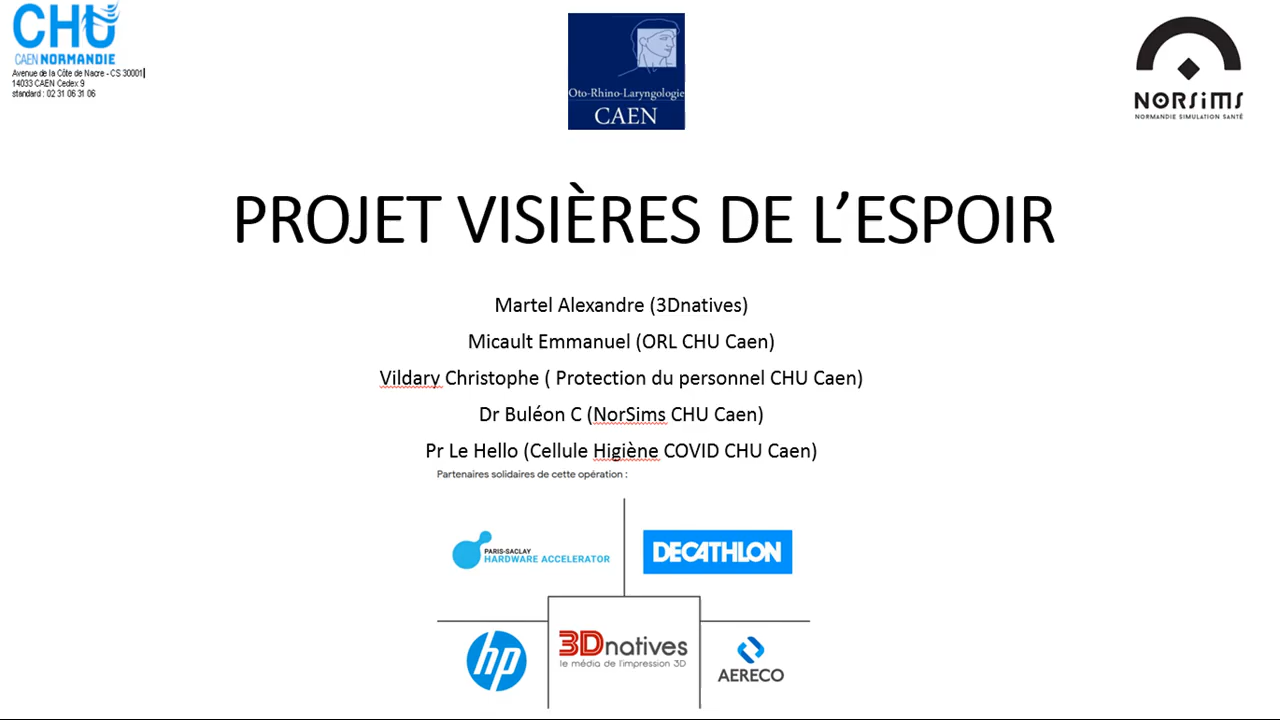 CHU
CAEN NORMANDIE
Avenue de la Côte de Nacre - CS 30001
14033 CAEN Cedex 9
standard : 02 31 06 31 06
Oto-Rhino-Laryngologie
CAEN
NORSIMS
NORMANDIE SIMULATION SANTÉ
PROJET VISIÈRES DE L’ESPOIR
Martel Alexandre (3Dnatives)
Micault Emmanuel (ORL CHU Caen)
Vildary Christophe ( Protection du personnel CHU Caen)
Dr Buléon C (NorSims CHU Caen)
Pr Le Hello (Cellule Higiène COVID CHU Caen)
Partenaires solidaires de cette opération :
PARIS-SACLAY
HARDWARE ACCELERATOR
DECATHLON
hp
3Dnatives
le média de l'impression 3D
AERECO